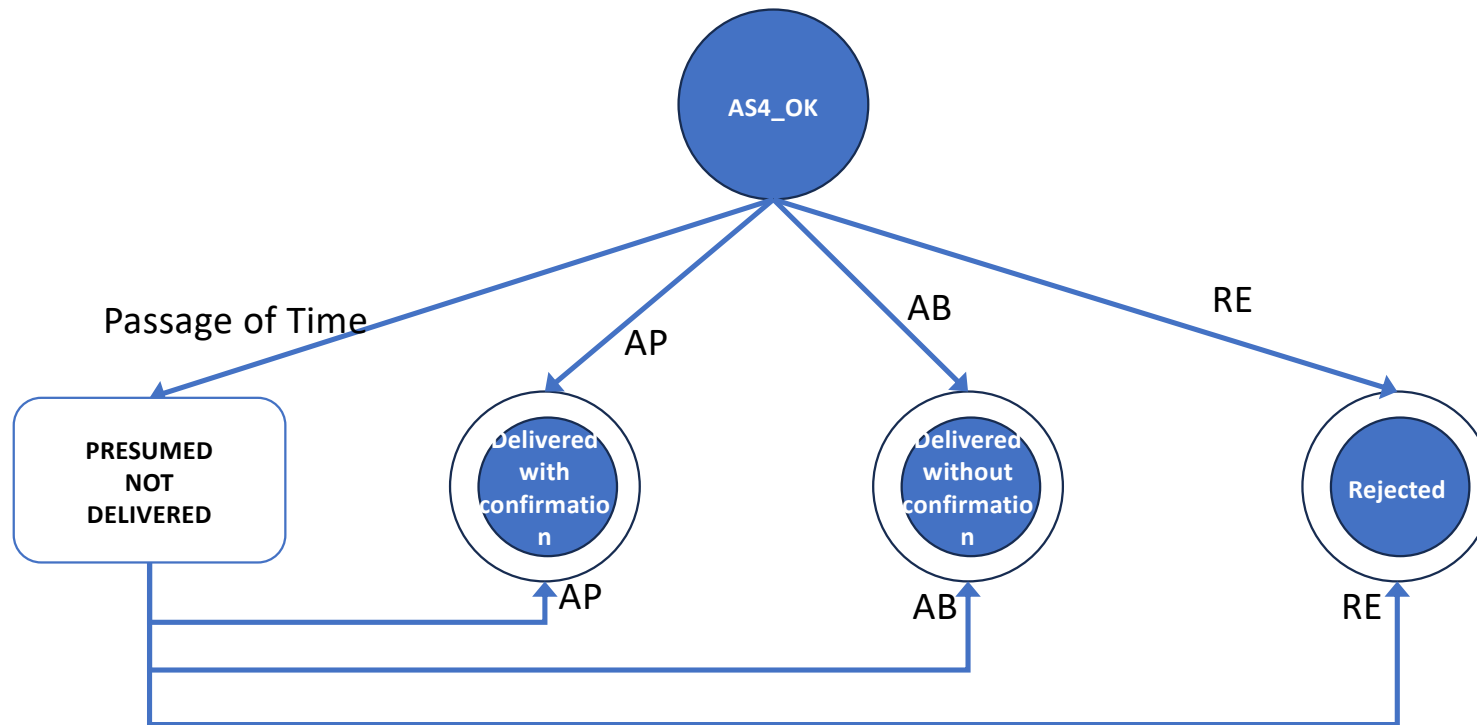 AS4_OK
Passage of Time
AP
AB
RE
PRESUMED
NOT
DELIVERED
Delivered
with
confirmatio
n
Delivered
without
confirmatio
n
Rejected
AP
AB
RE